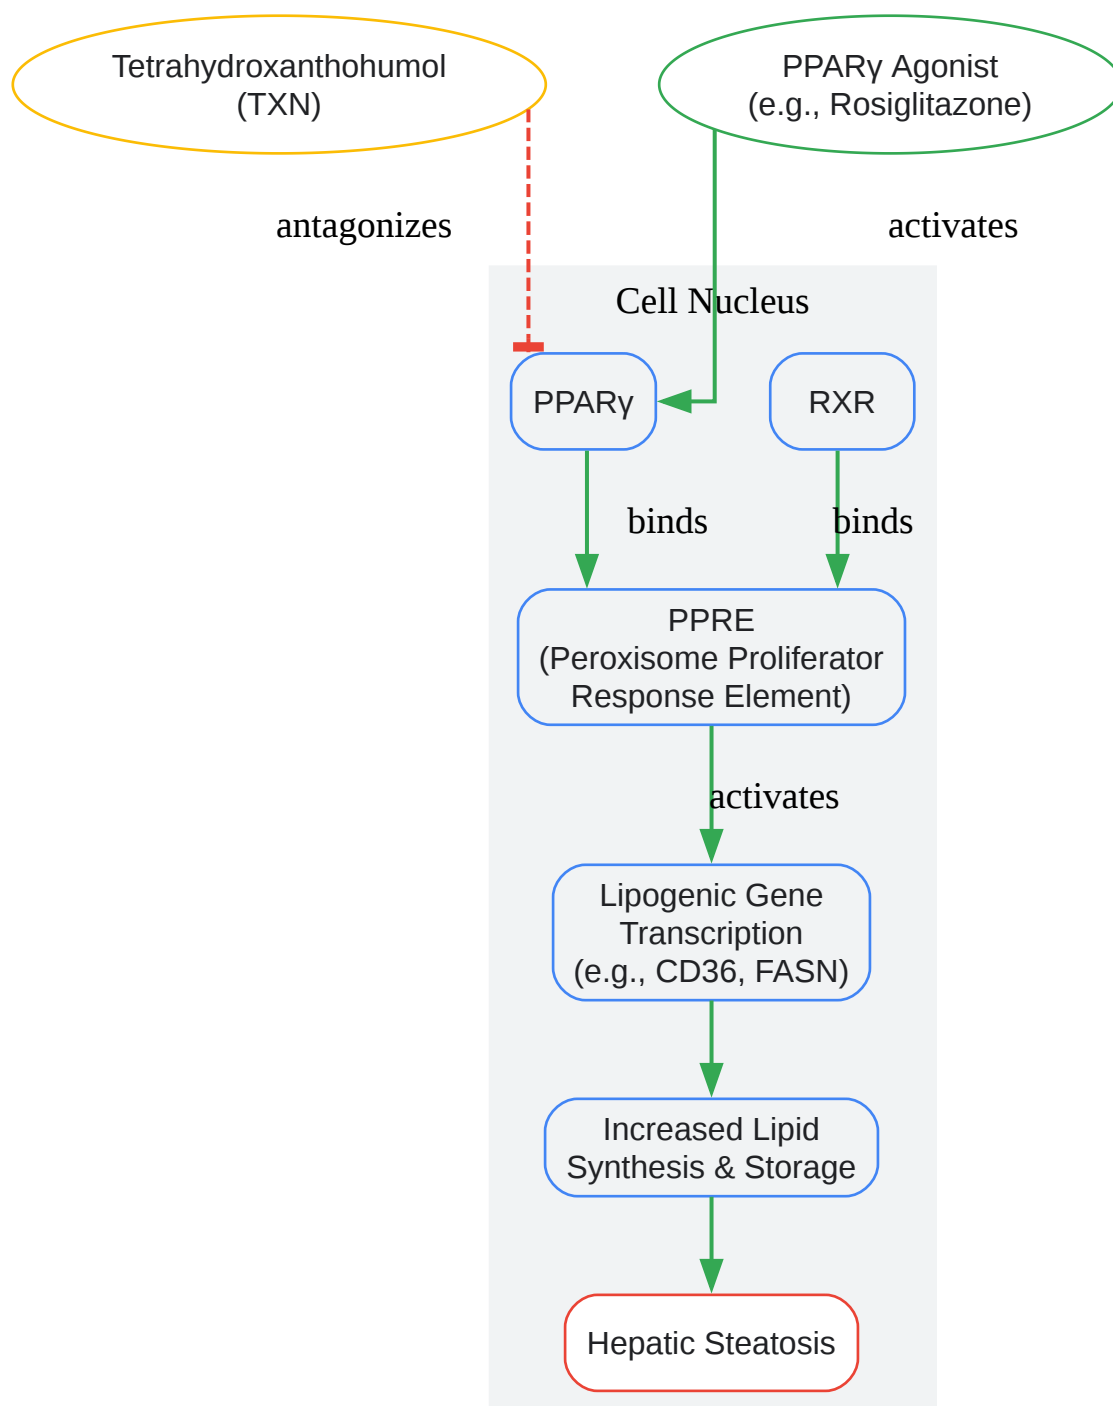 Tetrahydroxanthohumol
(TXN)
PPARγ Agonist
(e.g., Rosiglitazone)
antagonizes
activates
Cell Nucleus
PPARγ
RXR
binds
binds
PPRE
(Peroxisome Proliferator
Response Element)
activates
Lipogenic Gene
Transcription
(e.g., CD36, FASN)
Increased Lipid
Synthesis & Storage
Hepatic Steatosis